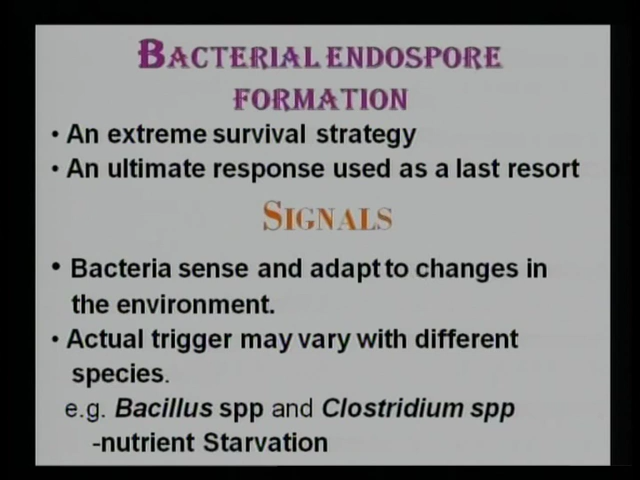 BACTERIAL ENDOSPORE
FORMATION
• An extreme survival strategy
• An ultimate response used as a last resort
SIGNALS
• Bacteria sense and adapt to changes in
the environment.
• Actual trigger may vary with different
species.
e.g. Bacillus spp and Clostridium spp
-nutrient Starvation